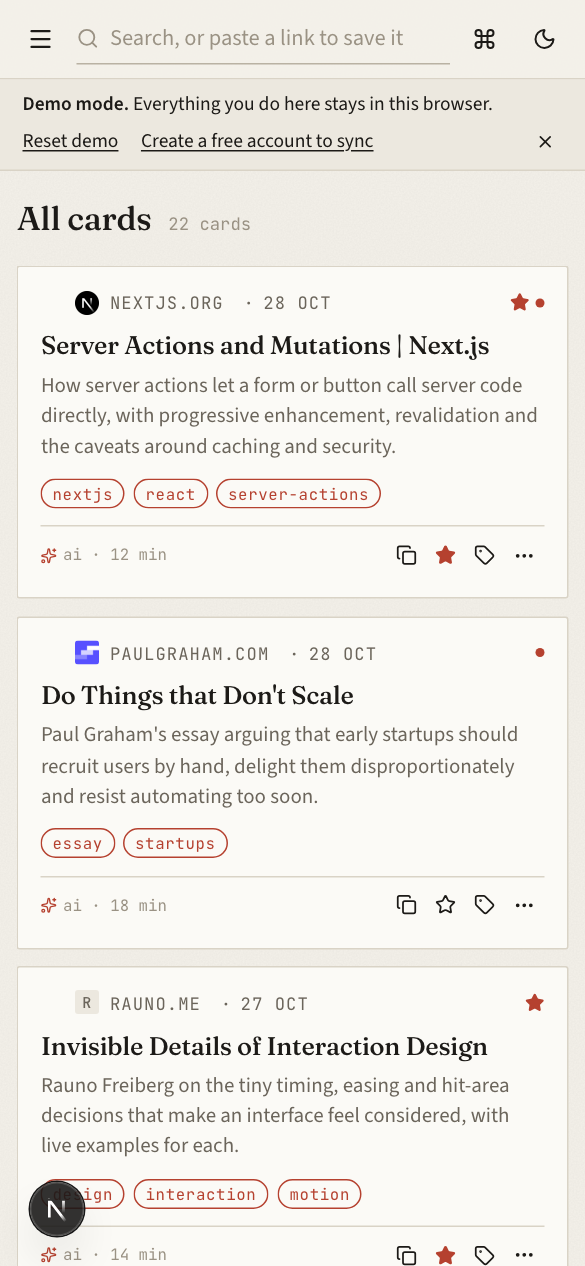 Search, or paste a link to save it
Demo mode. Everything you do here stays in this browser.
Reset demo Create a free account to sync
All cards 22 cards
N NEXTJS.ORG · 28 OCT
Server Actions and Mutations | Next.js
How server actions let a form or button call server code
directly, with progressive enhancement, revalidation and
the caveats around caching and security.
nextjs react server-actions
ai · 12 min
PAULGRAHAM.COM · 28 OCT
Do Things that Don't Scale
Paul Graham's essay arguing that early startups should
recruit users by hand, delight them disproportionately
and resist automating too soon.
essay startups
ai · 18 min
R RAUNO.ME · 27 OCT
Invisible Details of Interaction Design
Rauno Freiberg on the tiny timing, easing and hit-area
decisions that make an interface feel considered, with
live examples for each.
design interaction motion
N
ai · 14 min